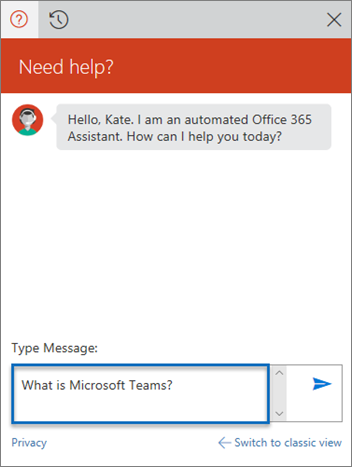 Need help?
Hello, Kate. I am an automated Office 365
Assistant. How can I help you today?
Type Message:
What is Microsoft Teams?
Privacy
Switch to classic view